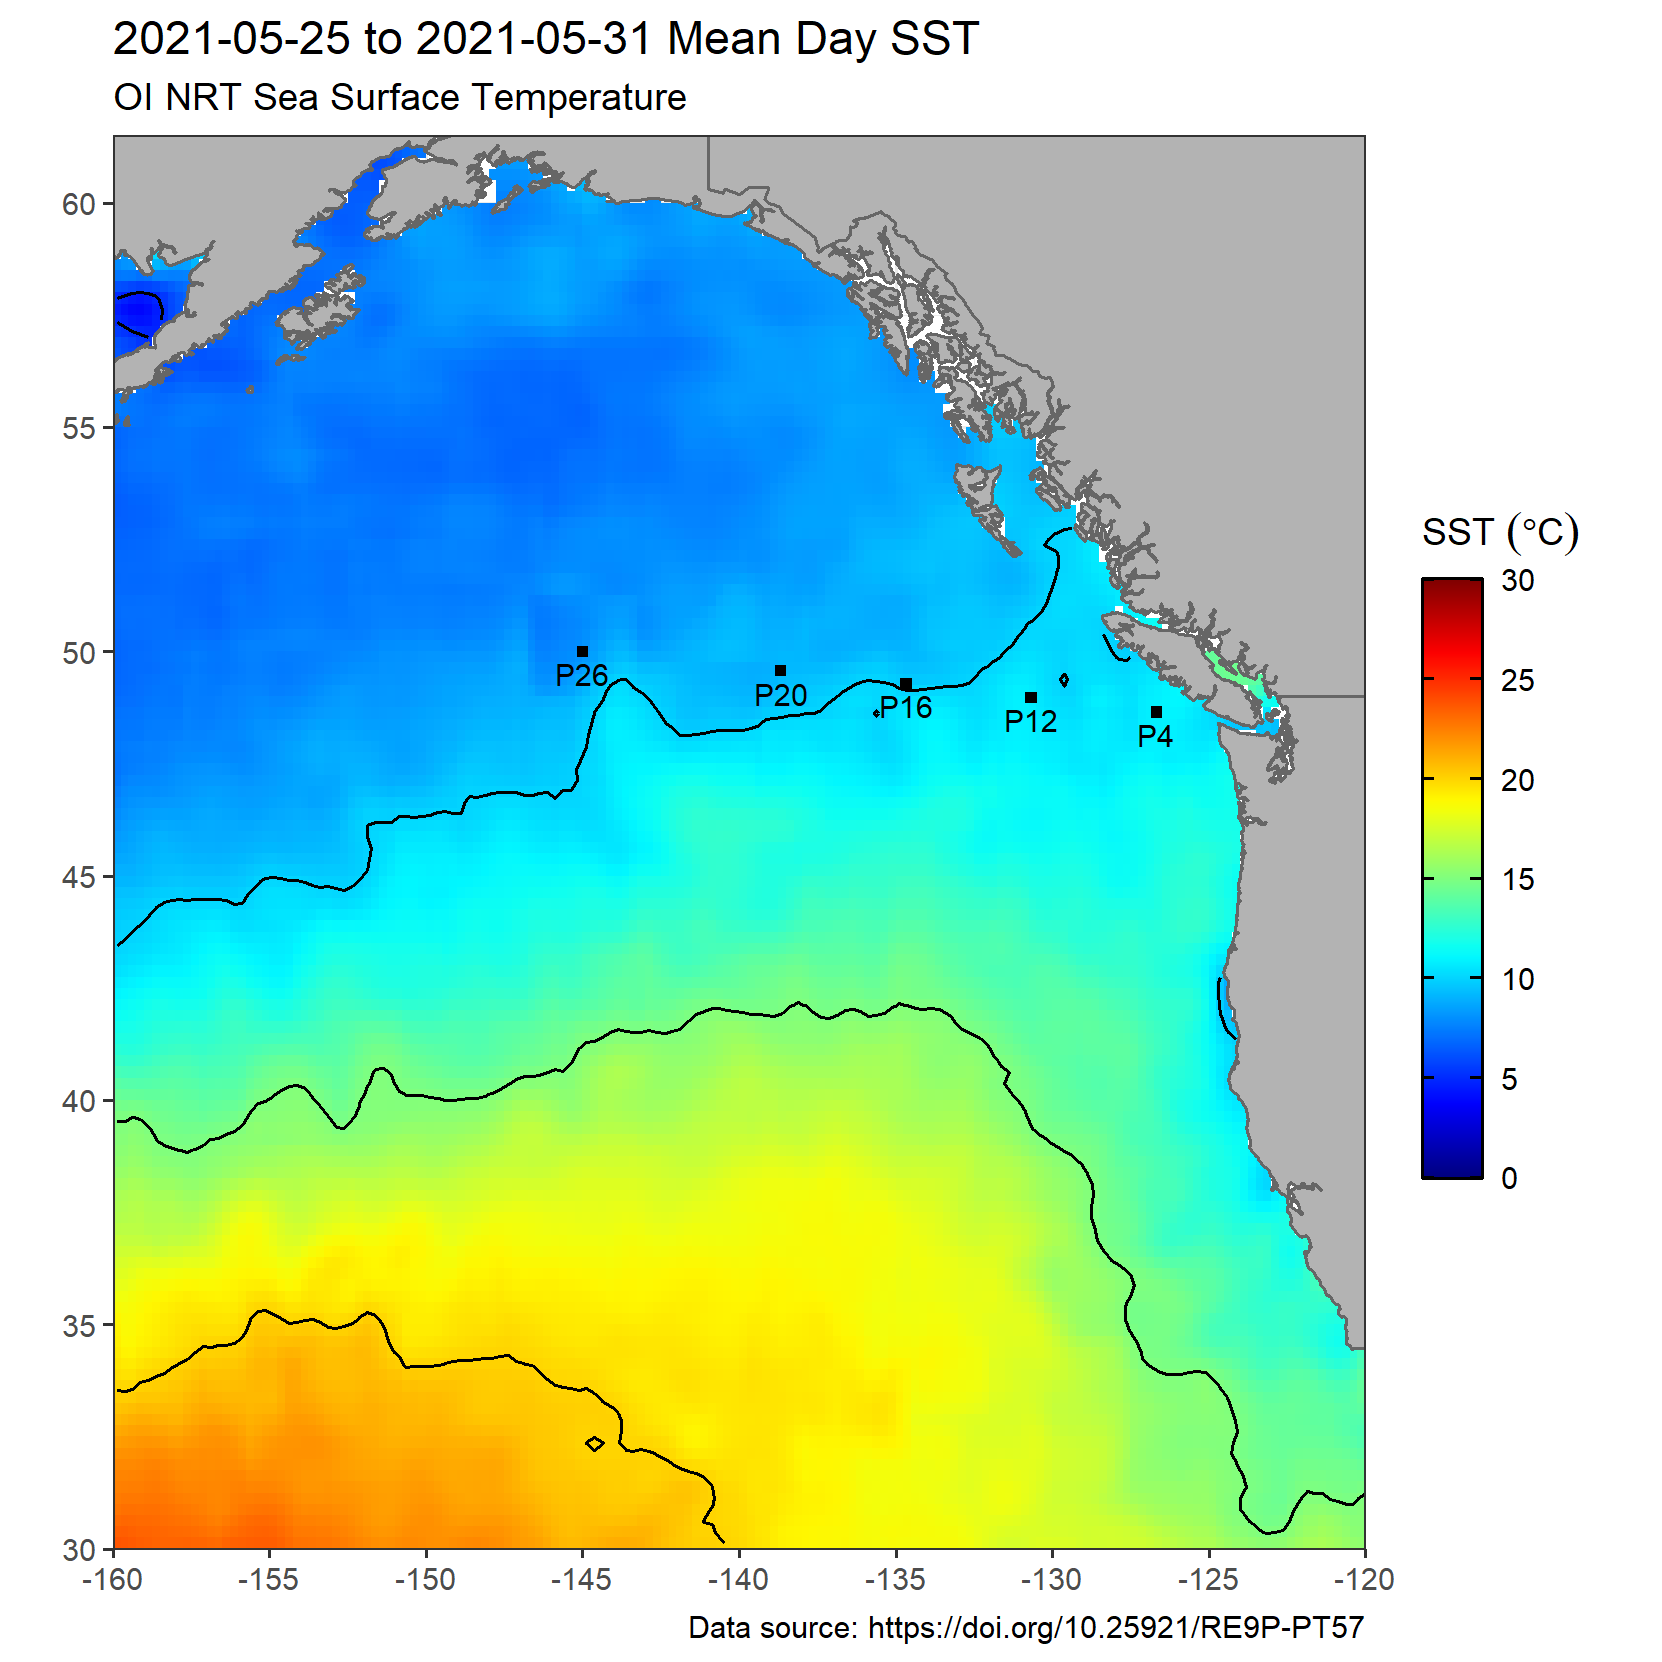 2021-05-25 to 2021-05-31 Mean Day SST
OI NRT Sea Surface Temperature
60
55
50
45
40
35
30
P26
P20
P16
P12
P4
-160
-155
-150
-145
-140
-135
-130
-125
-120
SST (°C)
30
25
20
15
10
5
0
Data source: https://doi.org/10.25921/RE9P-PT57